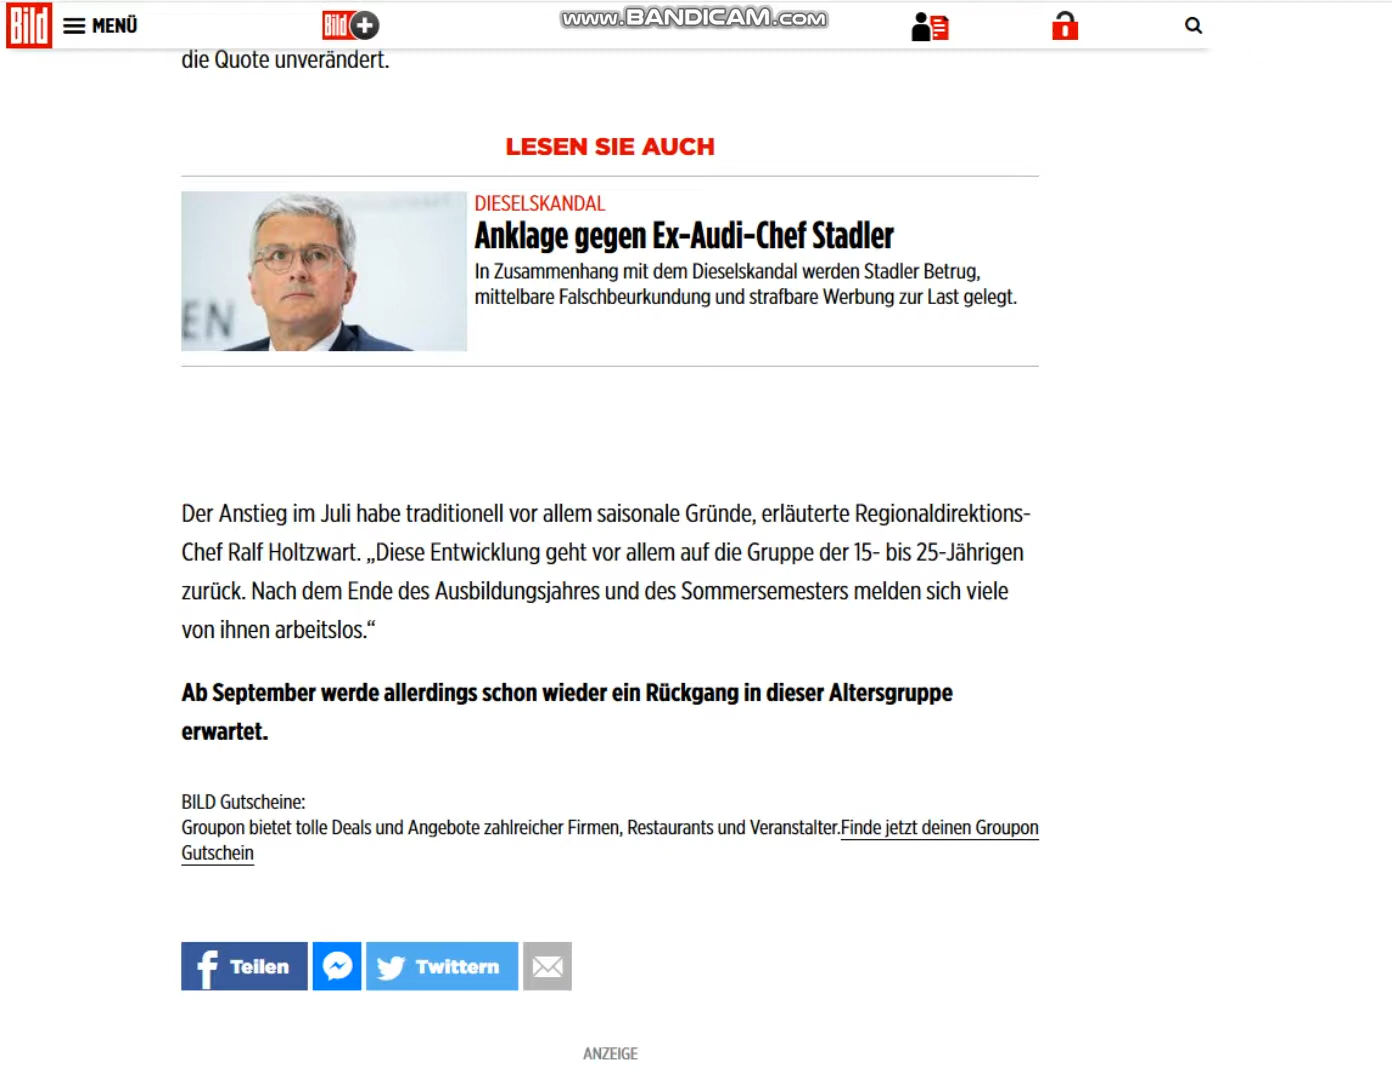 Bild MENÜ Bild www.BANDICAM.com
die Quote unverändert.
LESEN SIE AUCH
EN
DIESELSKANDAL
Anklage gegen Ex-Audi-Chef Stadler
In Zusammenhang mit dem Dieselskandal werden Stadler Betrug,
mittelbare Falschbeurkundung und strafbare Werbung zur Last gelegt.
Der Anstieg im Juli habe traditionell vor allem saisonale Gründe, erläuterte Regionaldirektions-
Chef Ralf Holtzwart. „Diese Entwicklung geht vor allem auf die Gruppe der 15- bis 25-Jährigen
zurück. Nach dem Ende des Ausbildungsjahres und des Sommersemesters melden sich viele
von ihnen arbeitslos.“
Ab September werde allerdings schon wieder ein Rückgang in dieser Altersgruppe
erwartet.
BILD Gutscheine:
Groupon bietet tolle Deals und Angebote zahlreicher Firmen, Restaurants und Veranstalter.Finde jetzt deinen Groupon
Gutschein
Teilen Twittern
ANZEIGE